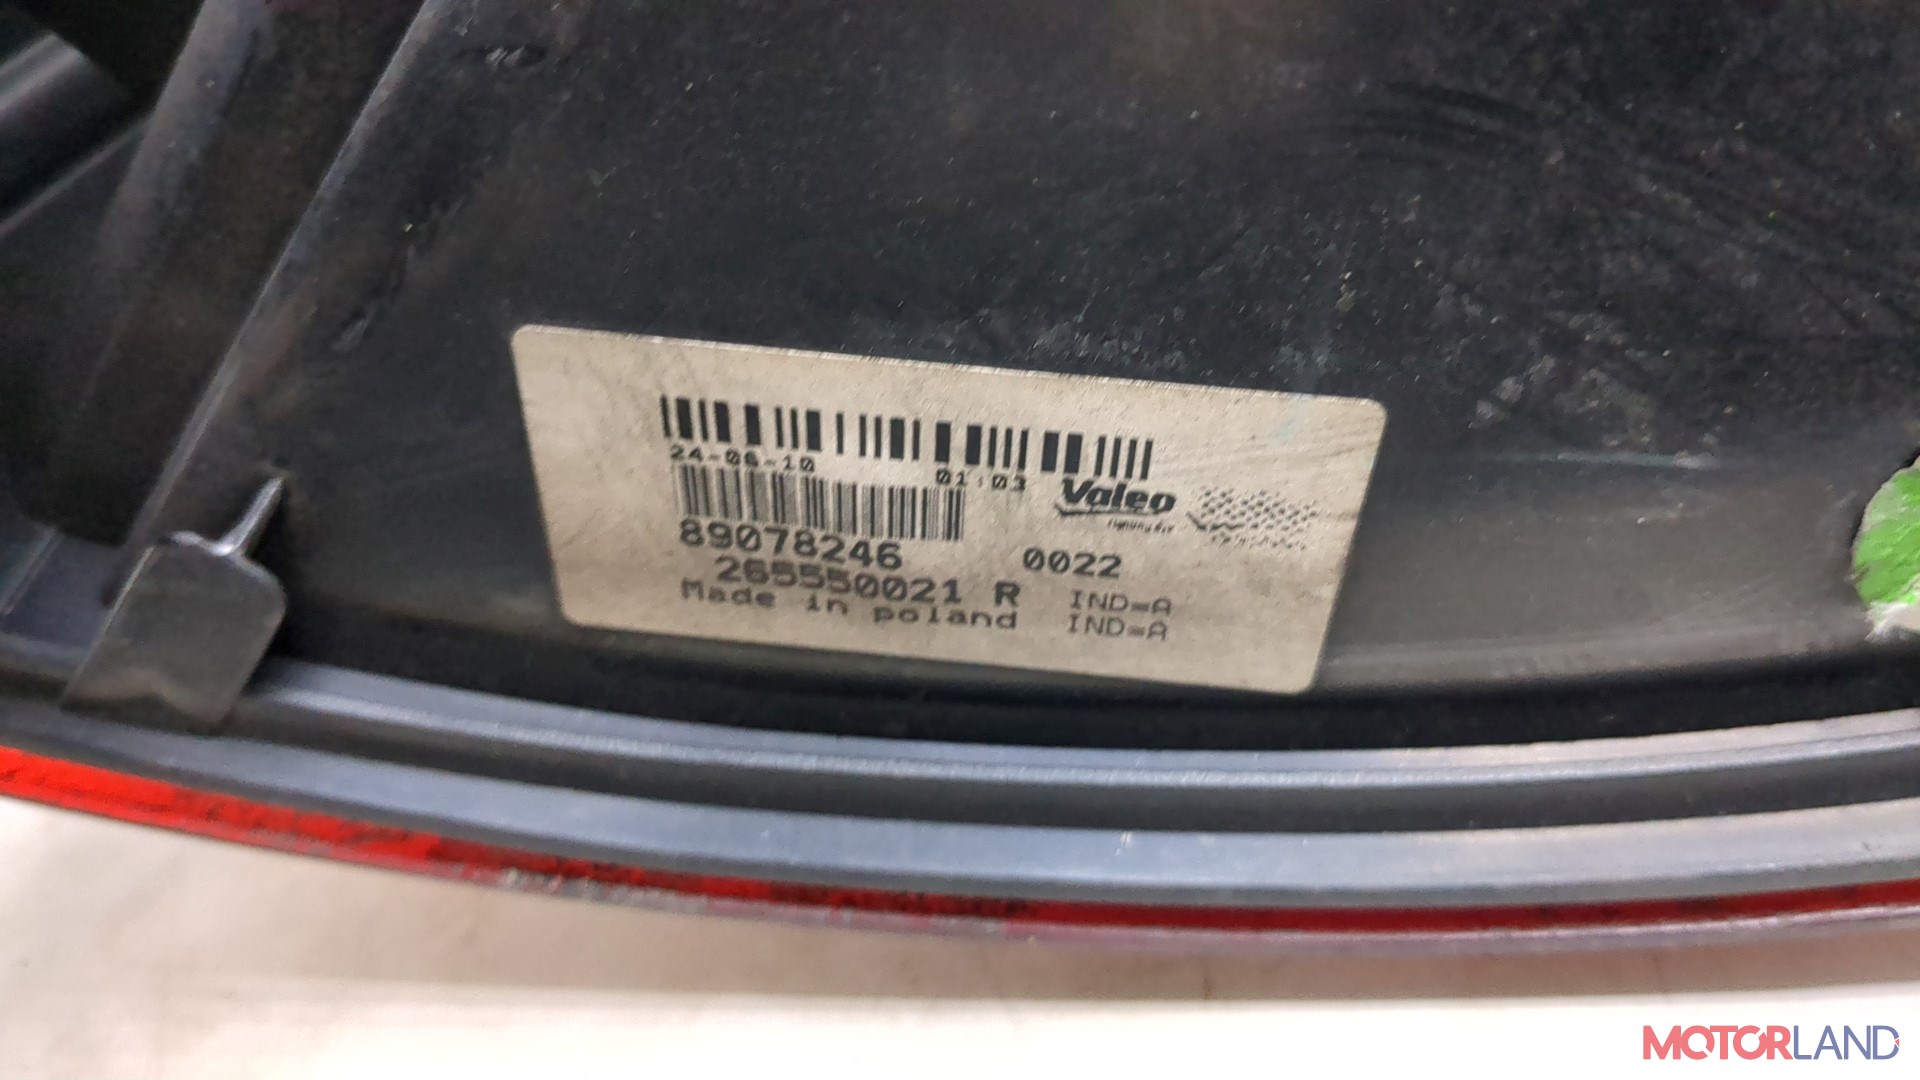 24-06-10 01:03
Valeo
89078246 0022
265550021 R IND=A
Made in poland IND=A
MOTORLAND